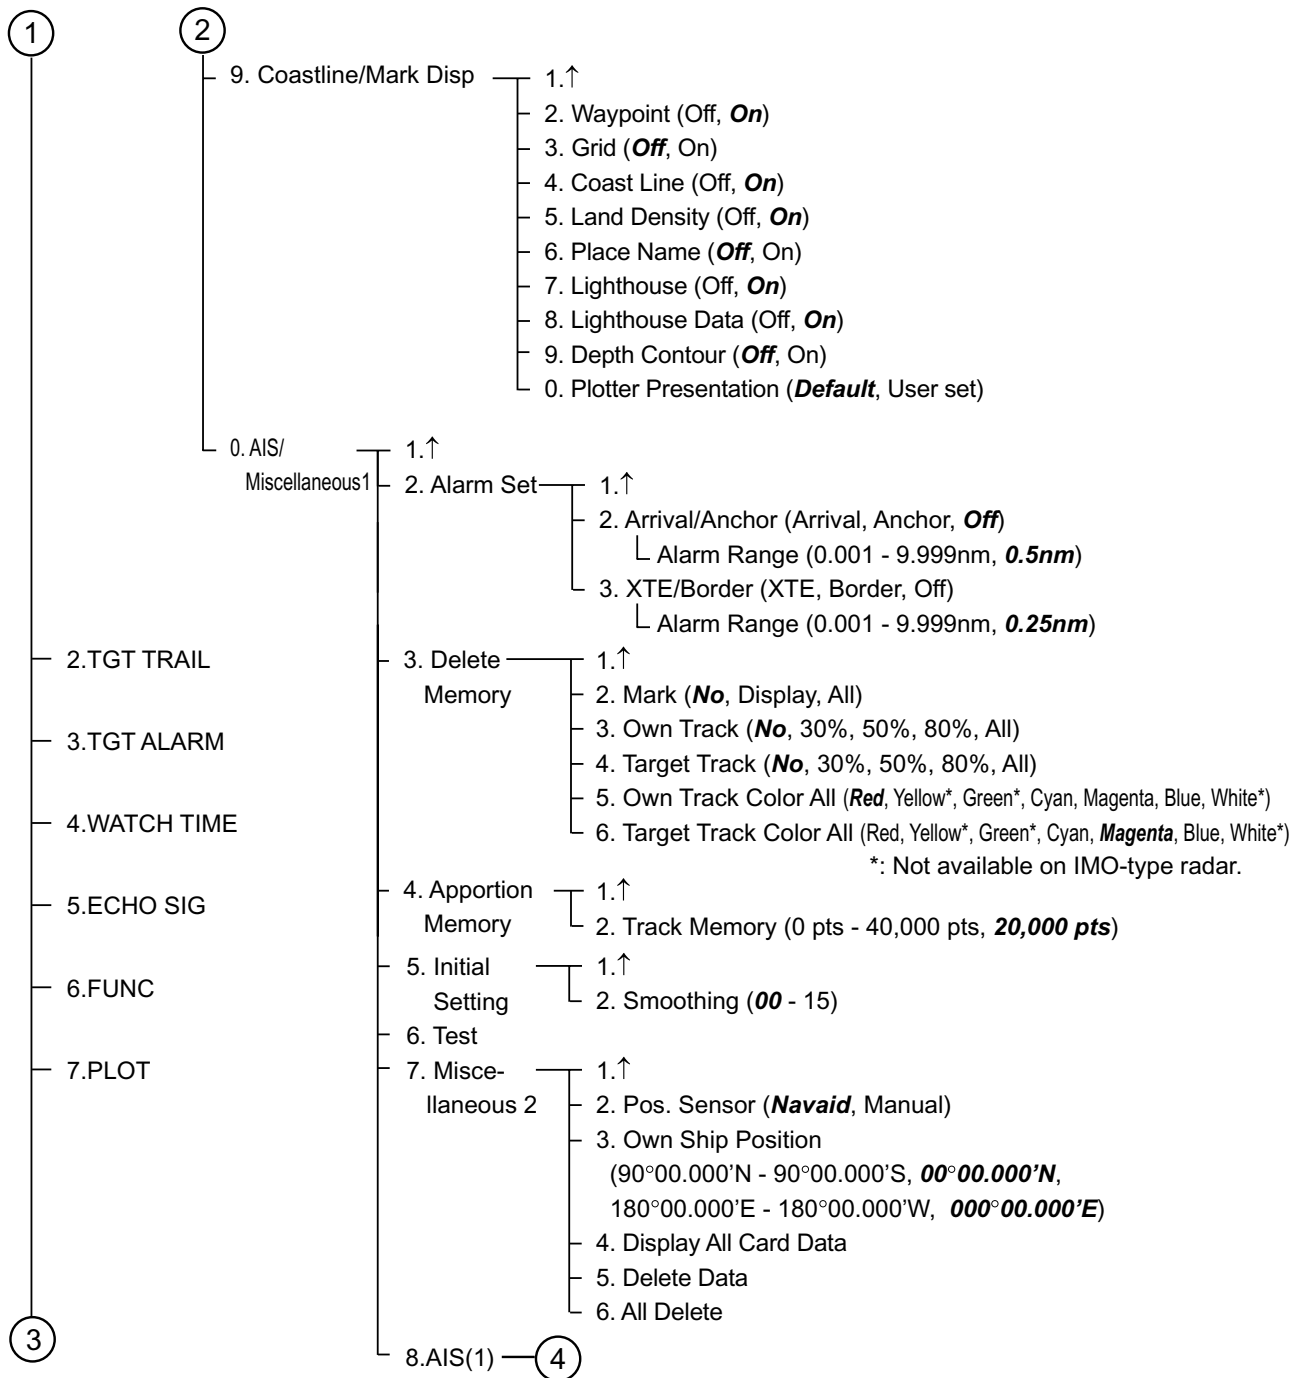 1
2
9. Coastline/Mark Disp
1.↑
2. Waypoint (Off, On)
3. Grid (Off, On)
4. Coast Line (Off, On)
5. Land Density (Off, On)
6. Place Name (Off, On)
7. Lighthouse (Off, On)
8. Lighthouse Data (Off, On)
9. Depth Contour (Off, On)
0. Plotter Presentation (Default, User set)
0. AIS/
Miscellaneous1
1.↑
2. Alarm Set
1.↑
2. Arrival/Anchor (Arrival, Anchor, Off)
Alarm Range (0.001 - 9.999nm, 0.5nm)
3. XTE/Border (XTE, Border, Off)
Alarm Range (0.001 - 9.999nm, 0.25nm)
3. Delete
Memory
1.↑
2. Mark (No, Display, All)
3. Own Track (No, 30%, 50%, 80%, All)
4. Target Track (No, 30%, 50%, 80%, All)
5. Own Track Color All (Red, Yellow*, Green*, Cyan, Magenta, Blue, White*)
6. Target Track Color All (Red, Yellow*, Green*, Cyan, Magenta, Blue, White*)
*: Not available on IMO-type radar.
4. Apportion
Memory
1.↑
2. Track Memory (0 pts - 40,000 pts, 20,000 pts)
5. Initial
Setting
1.↑
2. Smoothing (00 - 15)
6. Test
7. Misce-
llaneous 2
1.↑
2. Pos. Sensor (Navaid, Manual)
3. Own Ship Position
(90°00.000’N - 90°00.000’S, 00°00.000’N,
180°00.000’E - 180°00.000’W, 000°00.000’E)
4. Display All Card Data
5. Delete Data
6. All Delete
8.AIS(1)
4
2.TGT TRAIL
3.TGT ALARM
4.WATCH TIME
5.ECHO SIG
6.FUNC
7.PLOT
3